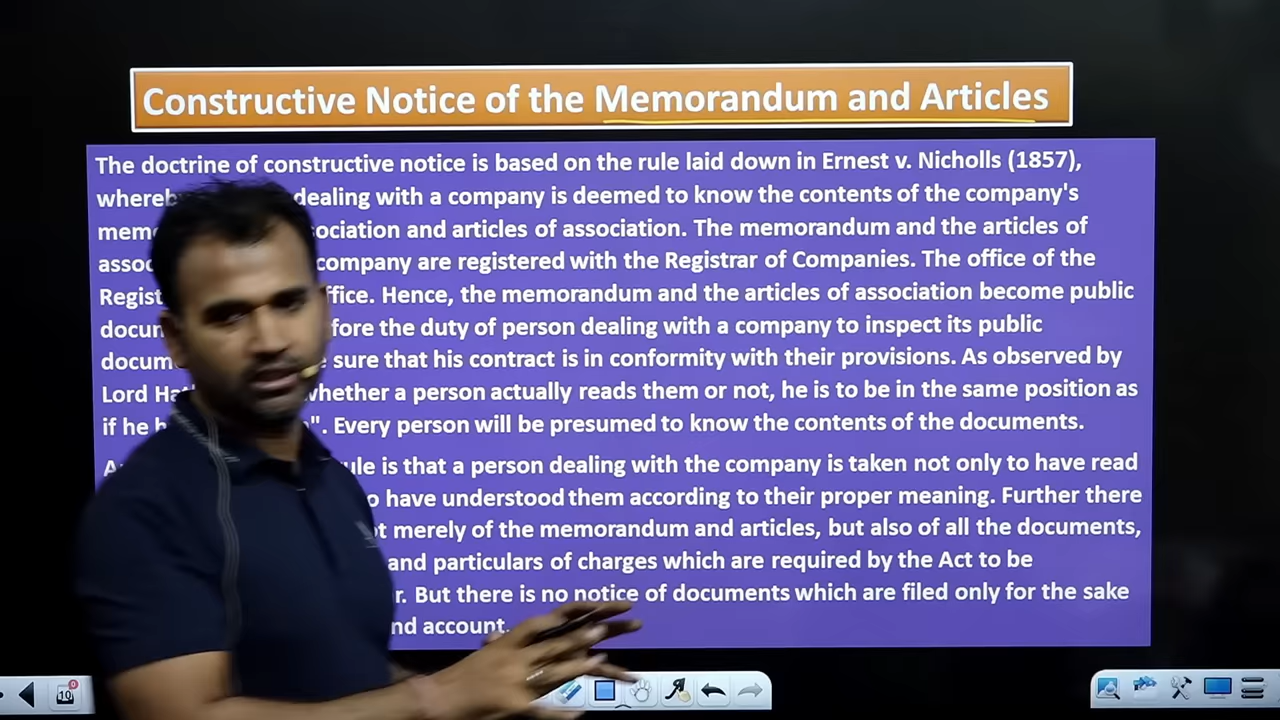 Constructive Notice of the Memorandum and Articles
The doctrine of constructive notice is based on the rule laid down in Ernest v. Nicholls (1857),
dealing with a company is deemed to know the contents of the company's
and articles of association. The memorandum and the articles of
company are registered with the Registrar of Companies. The office of the
Hence, the memorandum and the articles of association become public
the duty of person dealing with a company to inspect its public
sure that his contract is in conformity with their provisions. As observed by
Lord whether a person actually reads them or not, he is to be in the same position as
if he Every person will be presumed to know the contents of the documents.
is that a person dealing with the company is taken not only to have read
have understood them according to their proper meaning. Further there
merely of the memorandum and articles, but also of all the documents,
and particulars of charges which are required by the Act to be
But there is no notice of documents which are filed only for the sake
account.
10
0